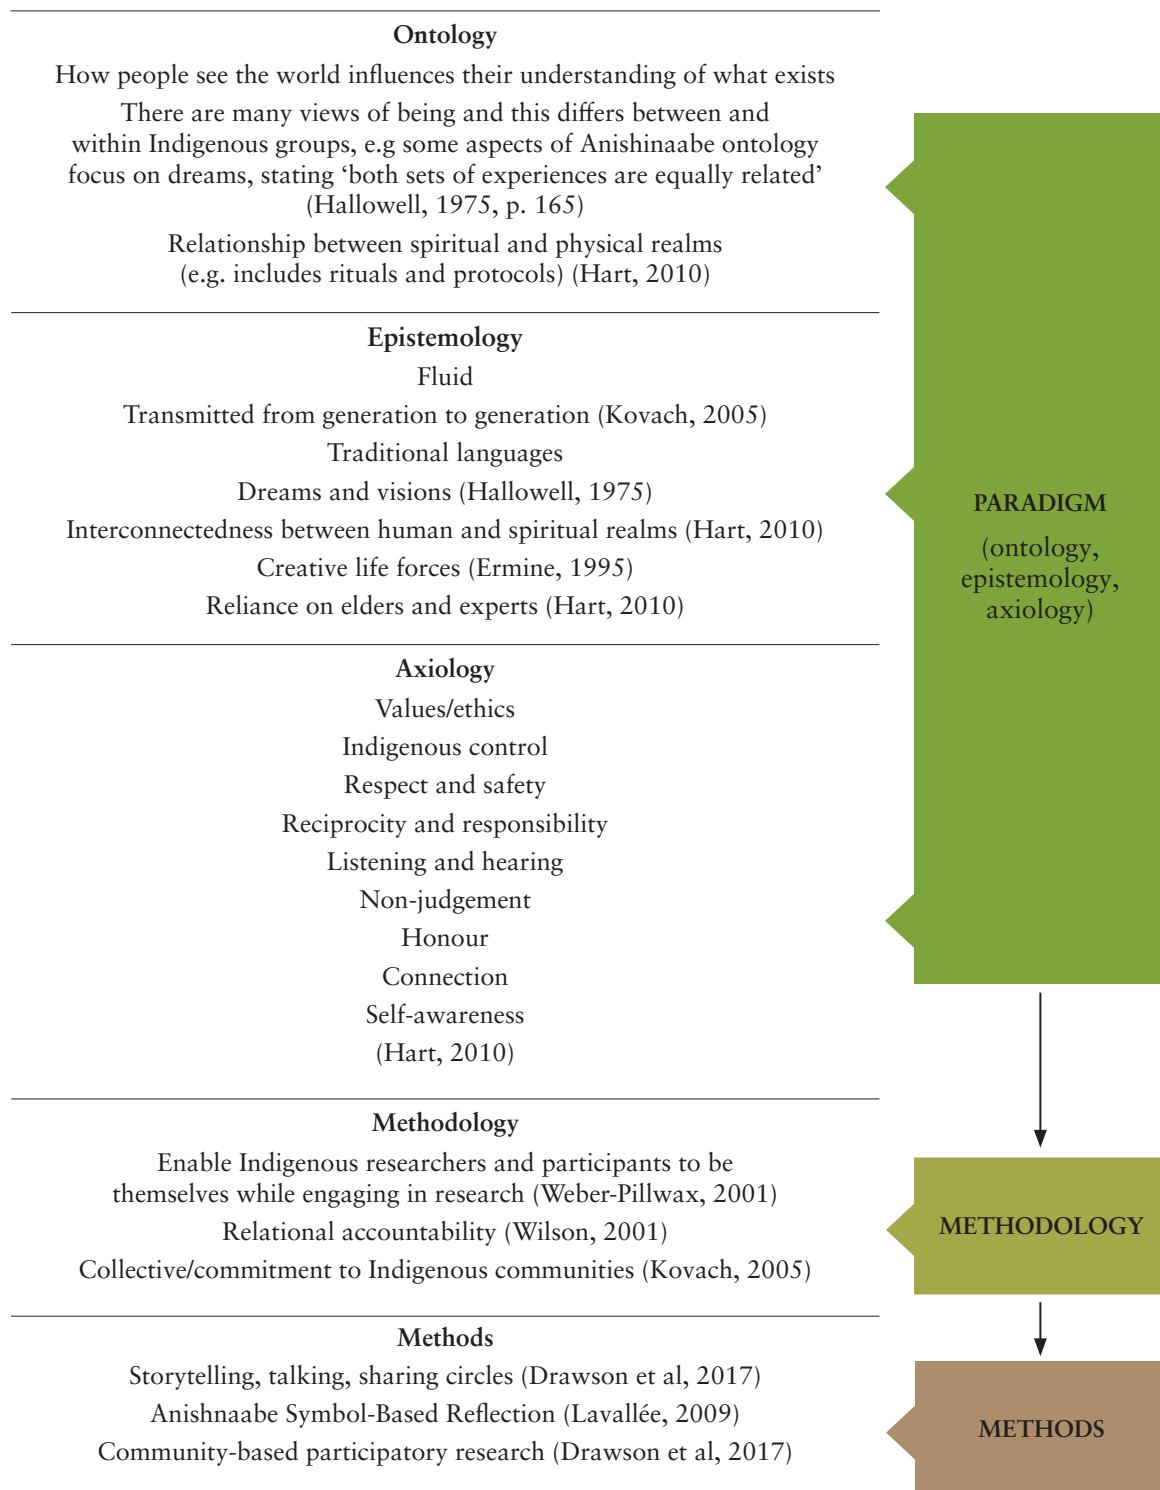 Ontology
How people see the world influences their understanding of what exists
There are many views of being and this differs between and
within Indigenous groups, e.g some aspects of Anishinaabe ontology
focus on dreams, stating ‘both sets of experiences are equally related’
(Hallowell, 1975, p. 165)
Relationship between spiritual and physical realms
(e.g. includes rituals and protocols) (Hart, 2010)
Epistemology
Fluid
Transmitted from generation to generation (Kovach, 2005)
Traditional languages
Dreams and visions (Hallowell, 1975)
Interconnectedness between human and spiritual realms (Hart, 2010)
Creative life forces (Ermine, 1995)
Reliance on elders and experts (Hart, 2010)
Axiology
Values/ethics
Indigenous control
Respect and safety
Reciprocity and responsibility
Listening and hearing
Non-judgement
Honour
Connection
Self-awareness
(Hart, 2010)
PARADIGM
(ontology,
epistemology,
axiology)
Methodology
Enable Indigenous researchers and participants to be
themselves while engaging in research (Weber-Pillwax, 2001)
Relational accountability (Wilson, 2001)
Collective/commitment to Indigenous communities (Kovach, 2005)
METHODOLOGY
Methods
Storytelling, talking, sharing circles (Drawson et al, 2017)
Anishnaabe Symbol-Based Reflection (Lavallée, 2009)
Community-based participatory research (Drawson et al, 2017)
METHODS